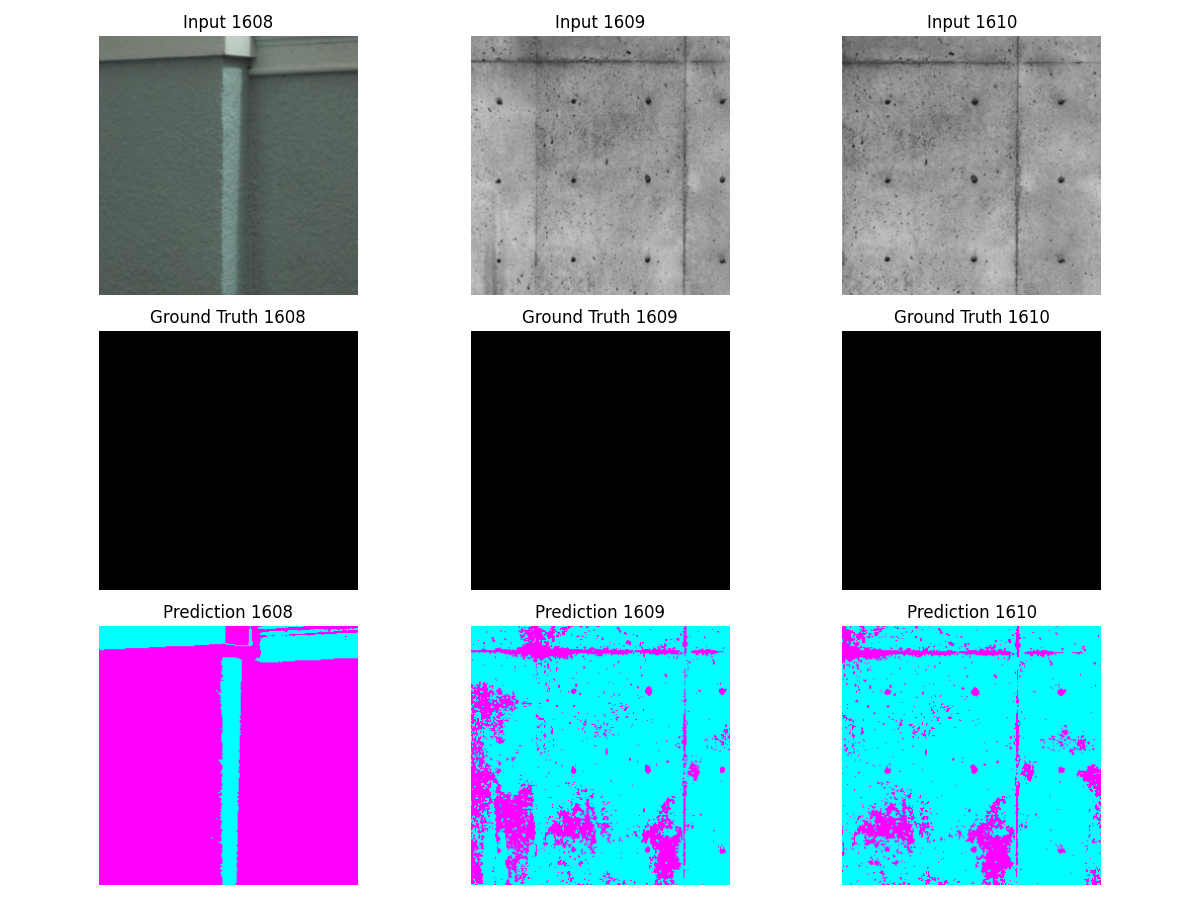 Input 1608
Input 1609
Input 1610
Ground Truth 1608
Ground Truth 1609
Ground Truth 1610
Prediction 1608
Prediction 1609
Prediction 1610